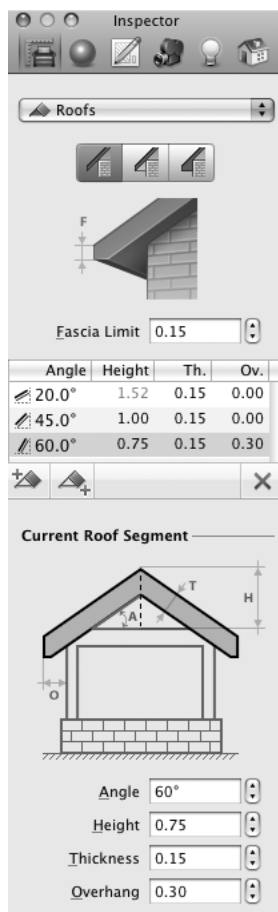 Inspector
Roofs
F
Fascia Limit 0.15
Angle Height Th. Ov.
20.0° 1.52 0.15 0.00
45.0° 1.00 0.15 0.00
60.0° 0.75 0.15 0.30
Current Roof Segment
T
H
A
O
Angle 60°
Height 0.75
Thickness 0.15
Overhang 0.30